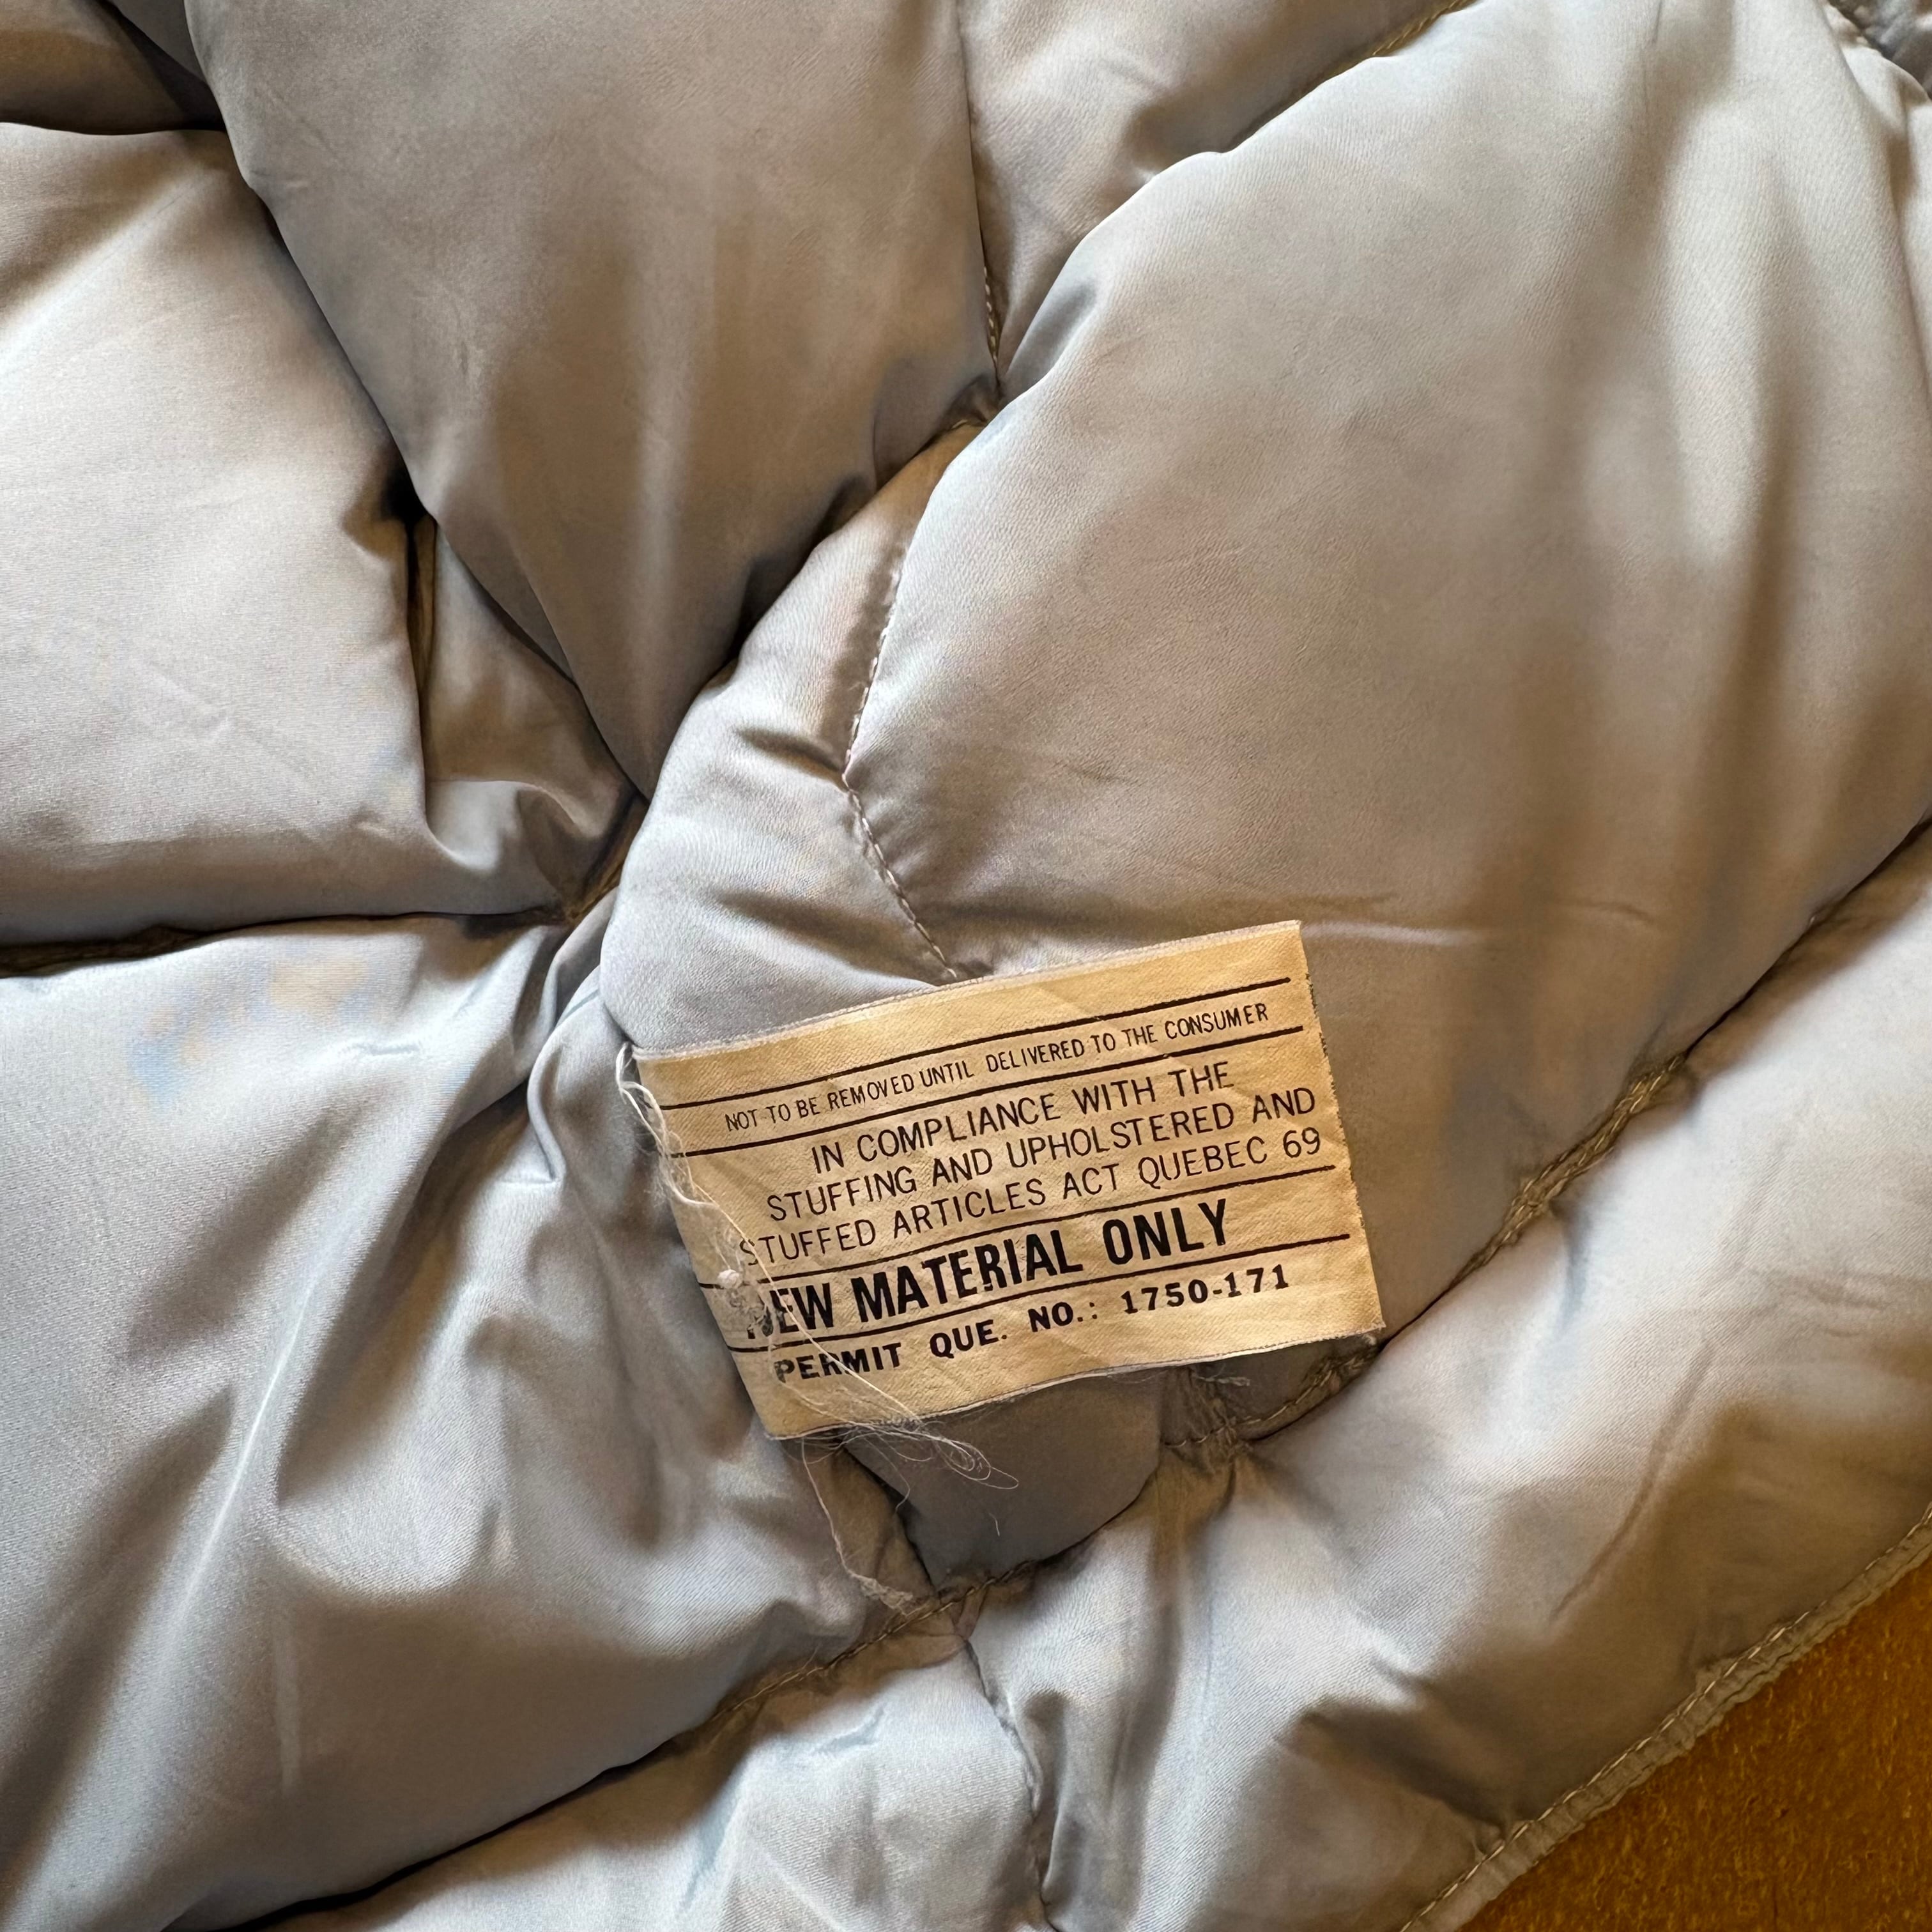 NOT TO BE REMOVED UNTIL DELIVERED TO THE CONSUMER
IN COMPLIANCE WITH THE
STUFFING AND UPHOLSTERED AND
STUFFED ARTICLES ACT QUEBEC 69
NEW MATERIAL ONLY
PERMIT QUE. NO.: 1750-171